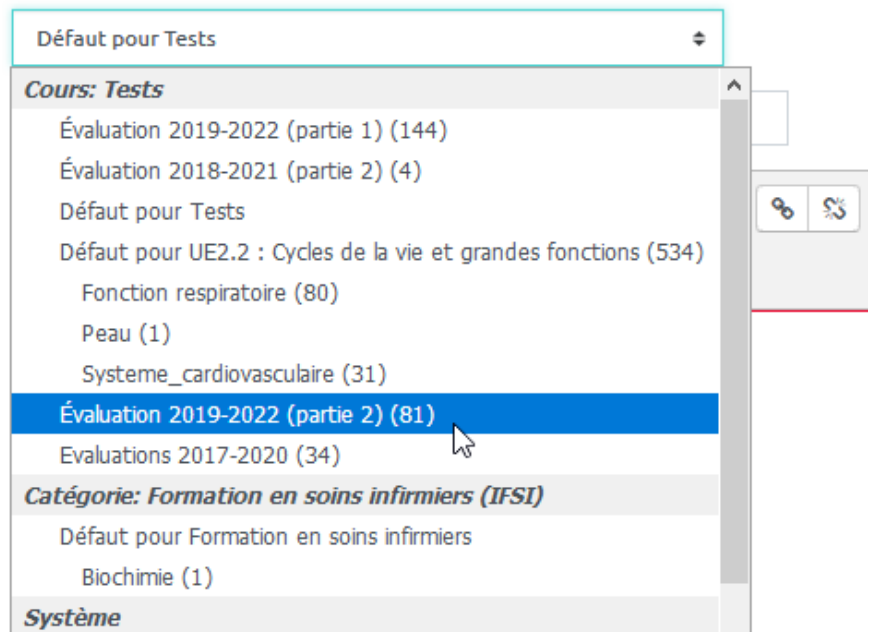 Défaut pour Tests
Cours: Tests
Évaluation 2019-2022 (partie 1) (144)
Évaluation 2018-2021 (partie 2) (4)
Défaut pour Tests
Défaut pour UE2.2 : Cycles de la vie et grandes fonctions (534)
Fonction respiratoire (80)
Peau (1)
Systeme_cardiovasculaire (31)
Évaluation 2019-2022 (partie 2) (81)
Evaluations 2017-2020 (34)
Catégorie: Formation en soins infirmiers (IFSI)
Défaut pour Formation en soins infirmiers
Biochimie (1)
Système